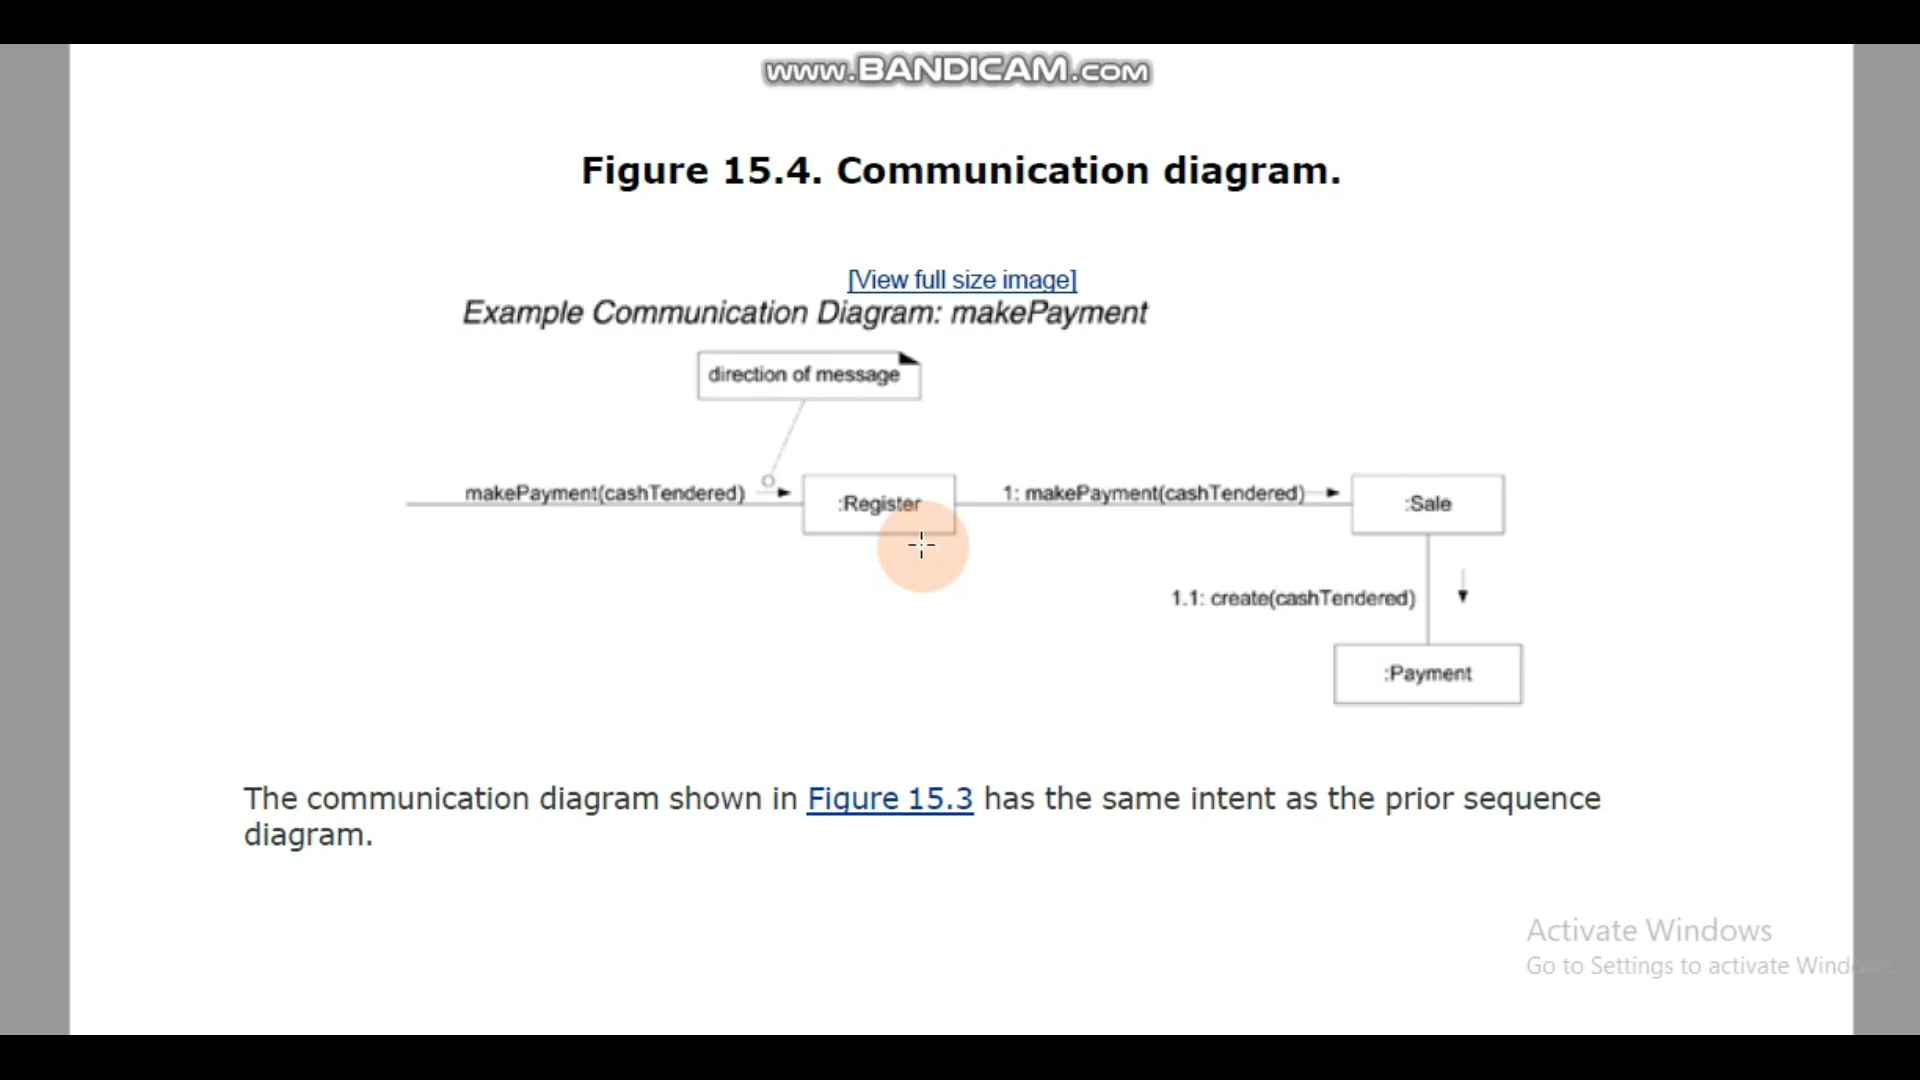 www.BANDICAM.com
Figure 15.4. Communication diagram.
[View full size image]
Example Communication Diagram: makePayment
direction of message
makePayment(cashTendered)
:Register
1: makePayment(cashTendered)
:Sale
1.1: create(cashTendered)
:Payment
The communication diagram shown in Figure 15.3 has the same intent as the prior sequence
diagram.
Activate Windows
Go to Settings to activate Windows.